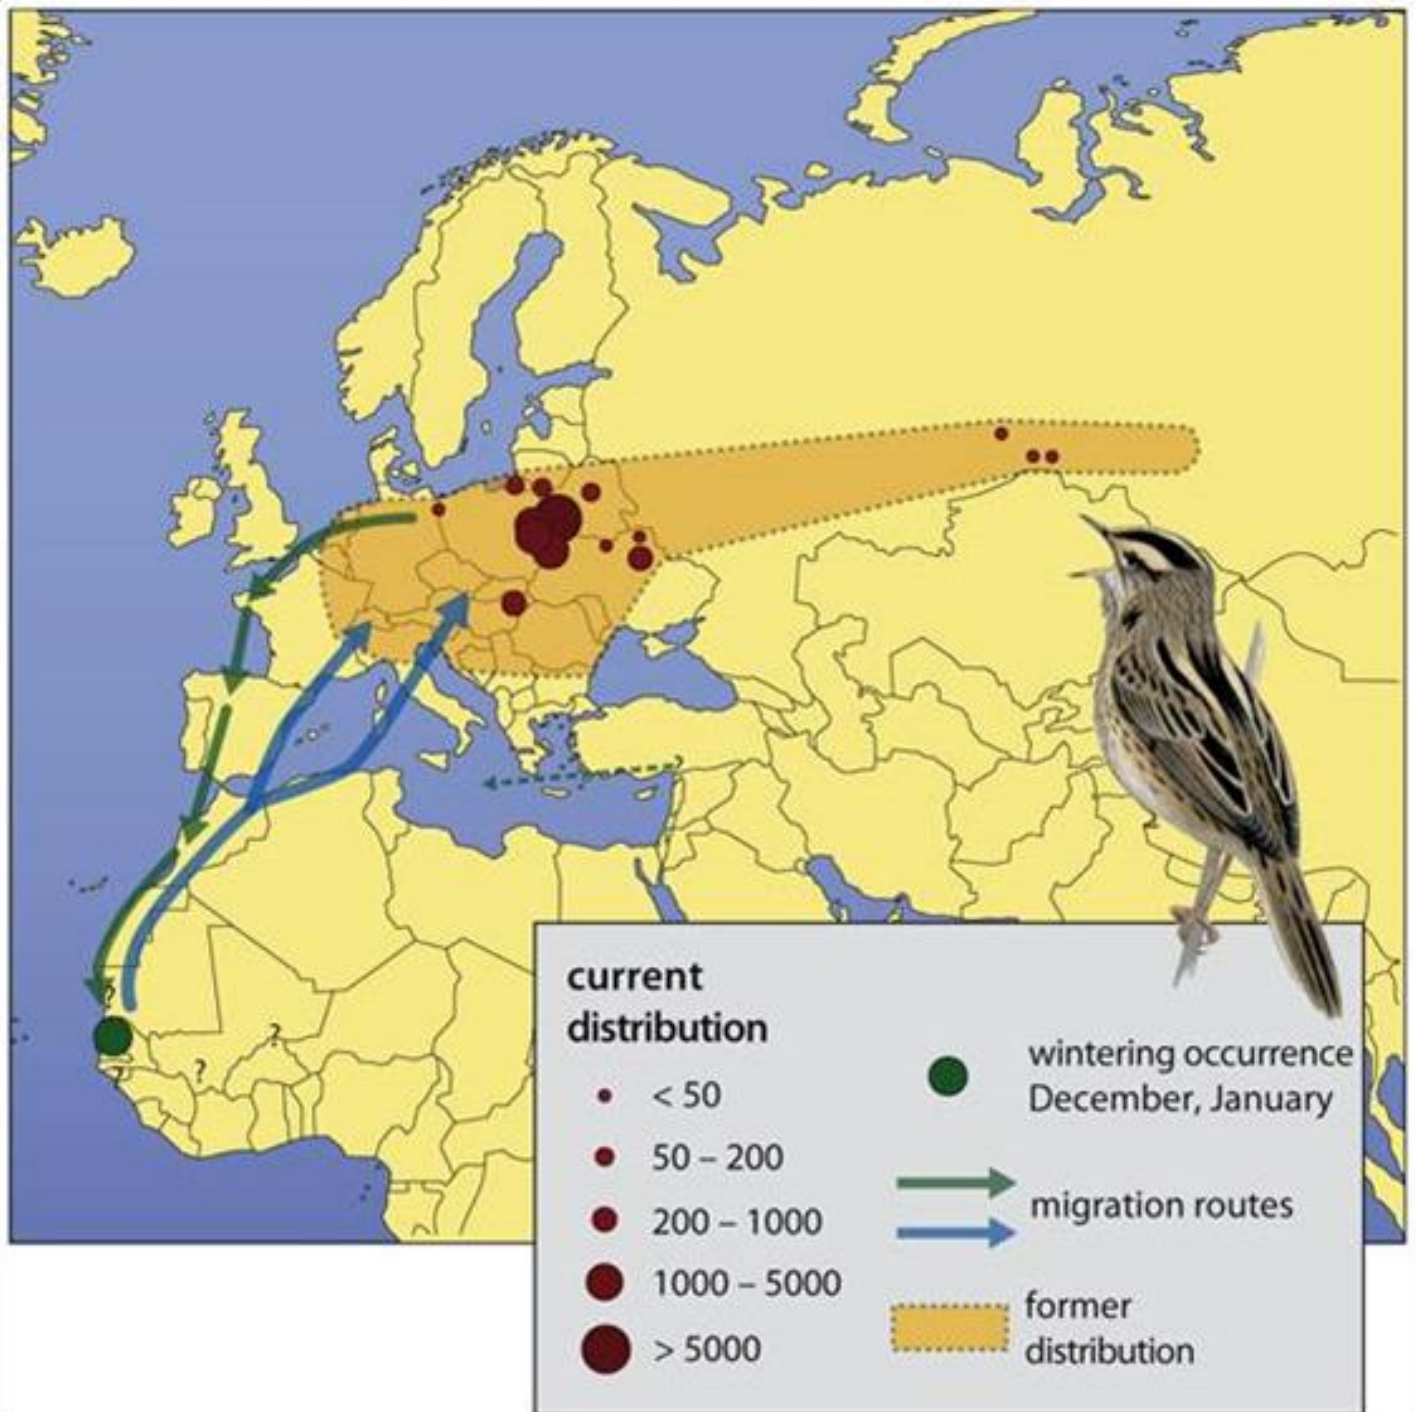 ?
?
?
?
?
current
distribution
< 50
50 – 200
200 – 1000
1000 – 5000
> 5000
wintering occurrence
December, January
migration routes
former
distribution